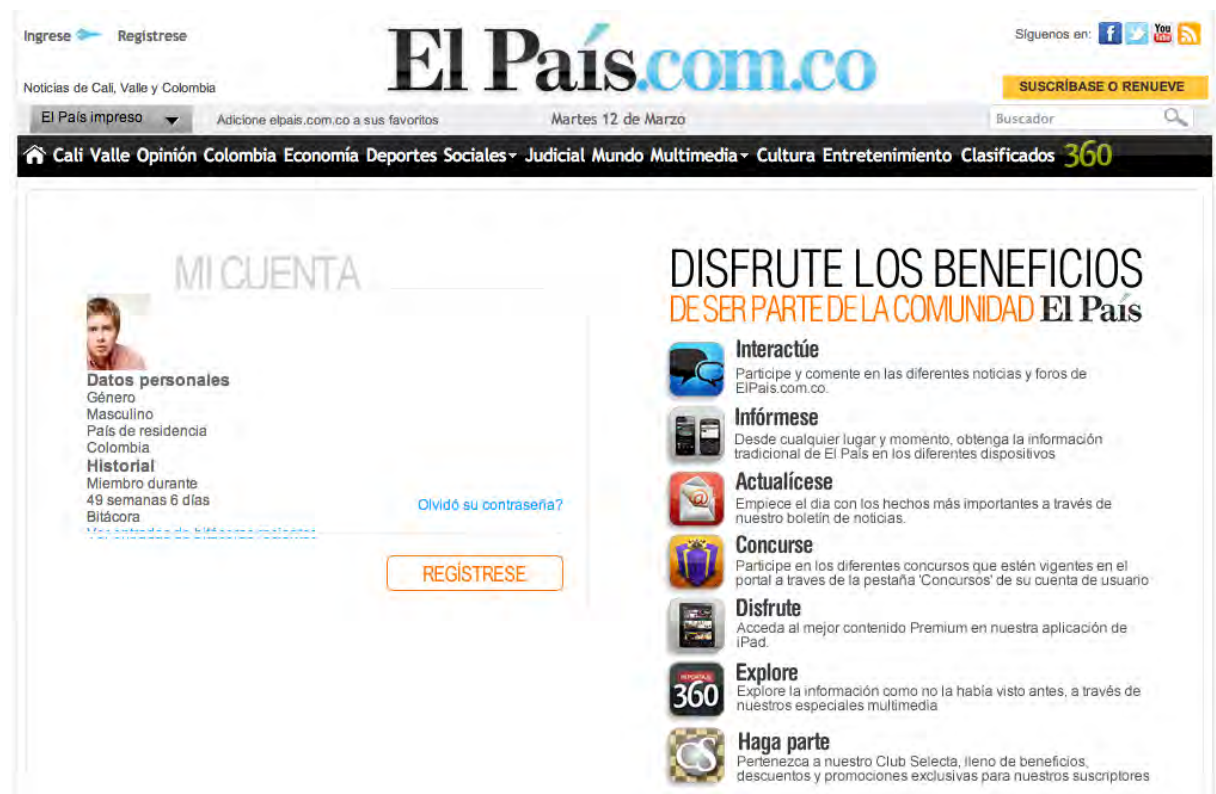 Ingrese Registrese
El País.com.co
Síguenos en: f You Tube
Noticias de Cali, Valle y Colombia
SUSCRÍBASE O RENUEVE
El País impreso Adicione elpais.com.co a sus favoritos Martes 12 de Marzo Buscador
Cali Valle Opinión Colombia Economía Deportes Sociales Judicial Mundo Multimedia Cultura Entretenimiento Clasificados 360
MI CUENTA
Datos personales
Género
Masculino
País de residencia
Colombia
Historial
Miembro durante
49 semanas 6 días
Bitácora
Olvidó su contraseña?
REGÍSTRESE
DISFRUTE LOS BENEFICIOS
DE SER PARTE DE LA COMUNIDAD El País
Interactúe
Participe y comente en las diferentes noticias y foros de
ElPais.com.co.
Infórmese
Desde cualquier lugar y momento, obtenga la información
tradicional de El País en los diferentes dispositivos
Actualícese
Empiece el dia con los hechos más importantes a través de
nuestro boletín de noticias.
Concurse
Participe en los diferentes concursos que estén vigentes en el
portal a traves de la pestaña 'Concursos' de su cuenta de usuario
Disfrute
Acceda al mejor contenido Premium en nuestra aplicación de
iPad.
360
Explore
Explore la información como no la había visto antes, a través de
nuestros especiales multimedia
CS
Haga parte
Pertenezca a nuestro Club Selecta, lleno de beneficios,
descuentos y promociones exclusivas para nuestros suscriptores